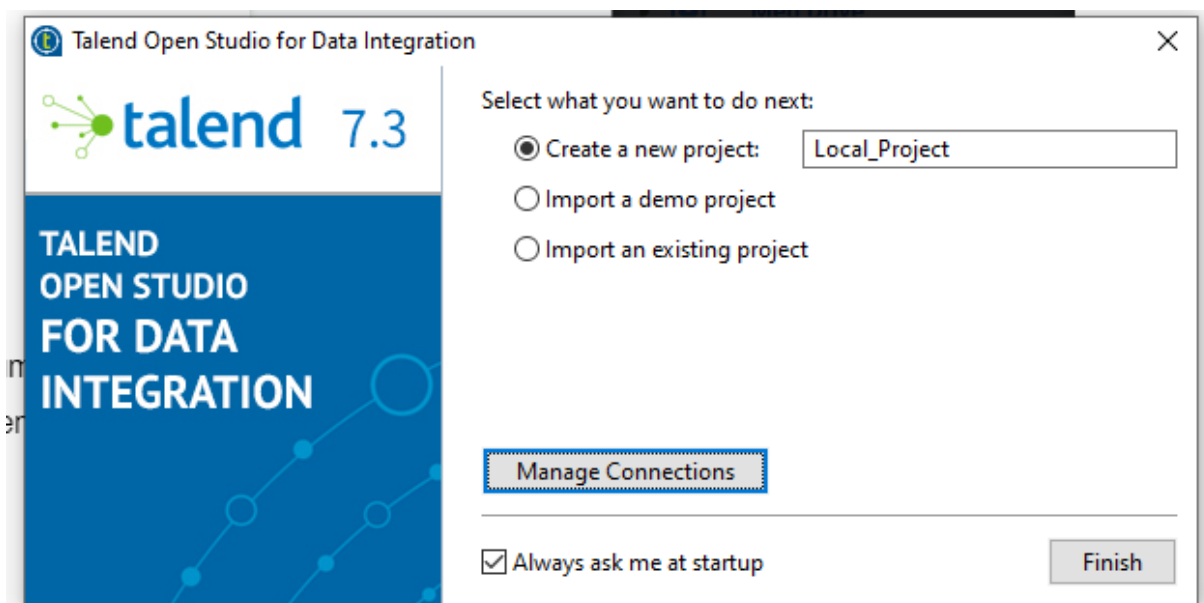 Talend Open Studio for Data Integration
talend 7.3
TALEND
OPEN STUDIO
FOR DATA
INTEGRATION
Select what you want to do next:
Create a new project: Local_Project
Import a demo project
Import an existing project
Manage Connections
Always ask me at startup
Finish